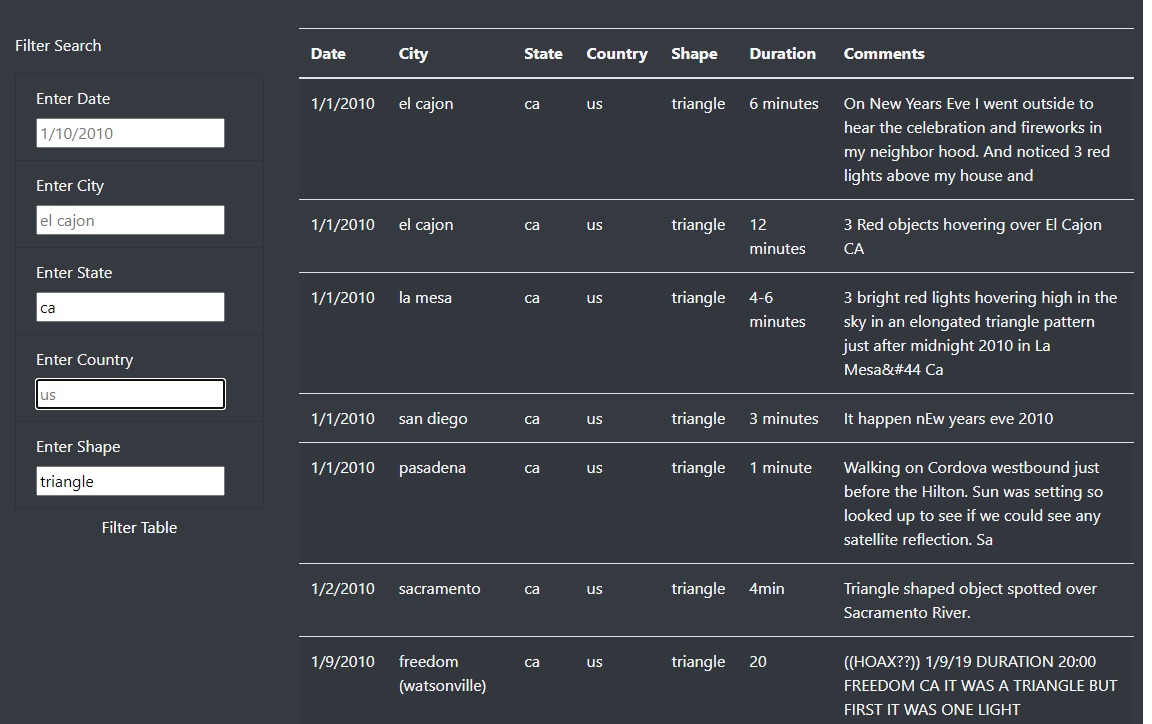 Filter Search
Enter Date
1/10/2010
Enter City
el cajon
Enter State
ca
Enter Country
us
Enter Shape
triangle
Filter Table
Date City State Country Shape Duration Comments
1/1/2010 el cajon ca us triangle 6 minutes On New Years Eve I went outside to
hear the celebration and fireworks in
my neighbor hood. And noticed 3 red
lights above my house and
1/1/2010 el cajon ca us triangle 12 3 Red objects hovering over El Cajon
minutes CA
1/1/2010 la mesa ca us triangle 4-6 3 bright red lights hovering high in the
minutes sky in an elongated triangle pattern
just after midnight 2010 in La
Mesa&#44 Ca
1/1/2010 san diego ca us triangle 3 minutes It happen nEw years eve 2010
1/1/2010 pasadena ca us triangle 1 minute Walking on Cordova westbound just
before the Hilton. Sun was setting so
looked up to see if we could see any
satellite reflection. Sa
1/2/2010 sacramento ca us triangle 4min Triangle shaped object spotted over
Sacramento River.
1/9/2010 freedom ca us triangle 20 ((HOAX??)) 1/9/19 DURATION 20:00
(watsonville) FREEDOM CA IT WAS A TRIANGLE BUT
FIRST IT WAS ONE LIGHT